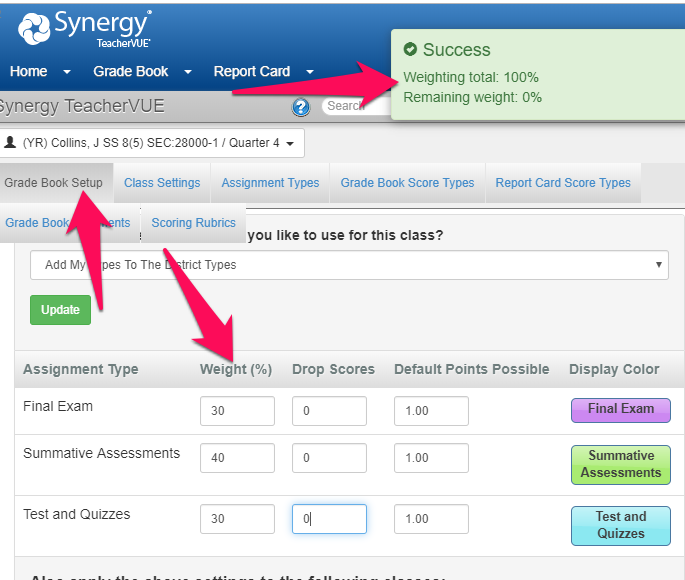 Synergy®
TeacherVUE®
Home Grade Book Report Card
Success
Weighting total: 100%
Remaining weight: 0%
Synergy TeacherVUE ? Search
(YR) Collins, J SS 8(5) SEC:28000-1 / Quarter 4
Grade Book Setup Class Settings Assignment Types Grade Book Score Types Report Card Score Types
Grade Book Scoring Rubrics
you like to use for this class?
Add My Types To The District Types
Update
Assignment Type Weight (%) Drop Scores Default Points Possible Display Color
Final Exam 30 0 1.00 Final Exam
Summative Assessments 40 0 1.00 Summative
Assessments
Test and Quizzes 30 0 1.00 Test and
Quizzes
Also apply the above settings to the following classes: